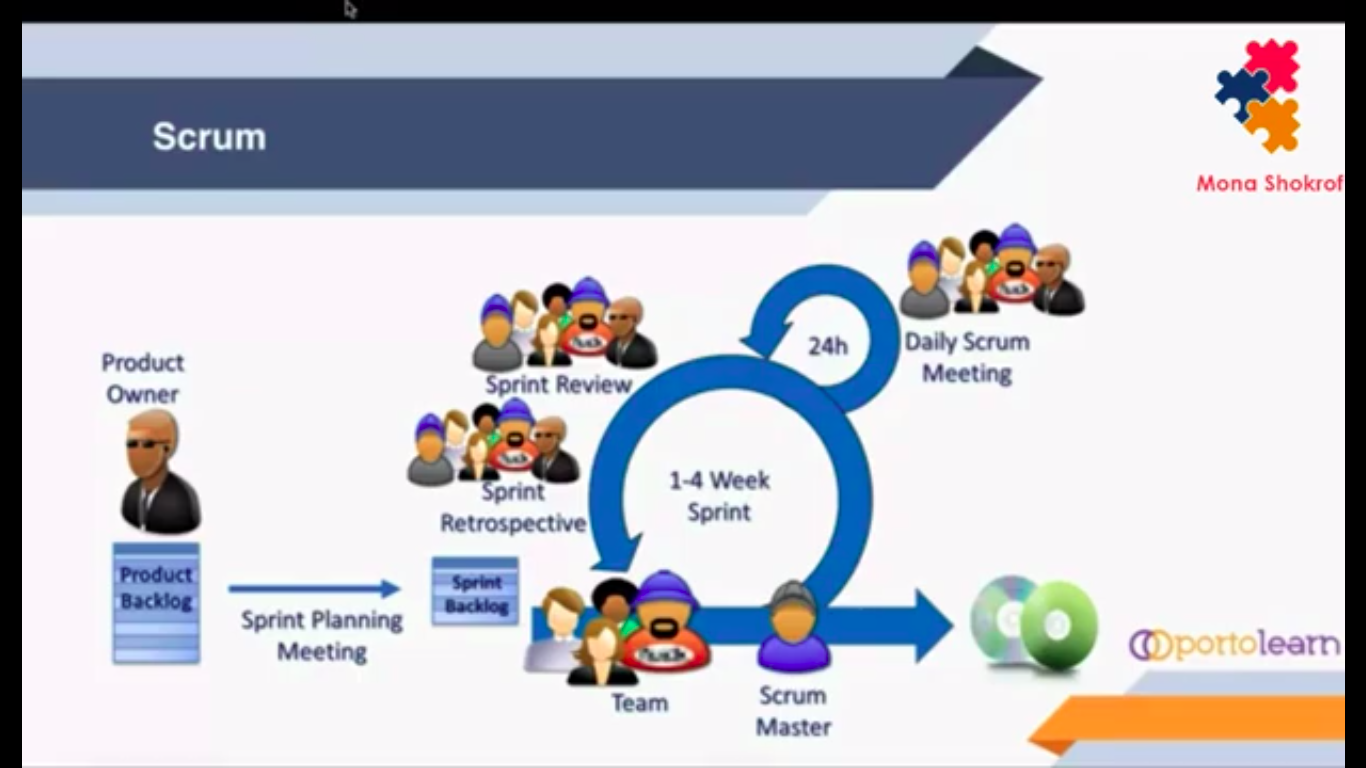 Scrum
Mona Shokrof
Product
Owner
Product
Backlog
Sprint Planning
Meeting
Sprint Review
Sprint
Retrospective
Sprint
Backlog
24h
Daily Scrum
Meeting
1-4 Week
Sprint
Team
Scrum
Master
portolearn